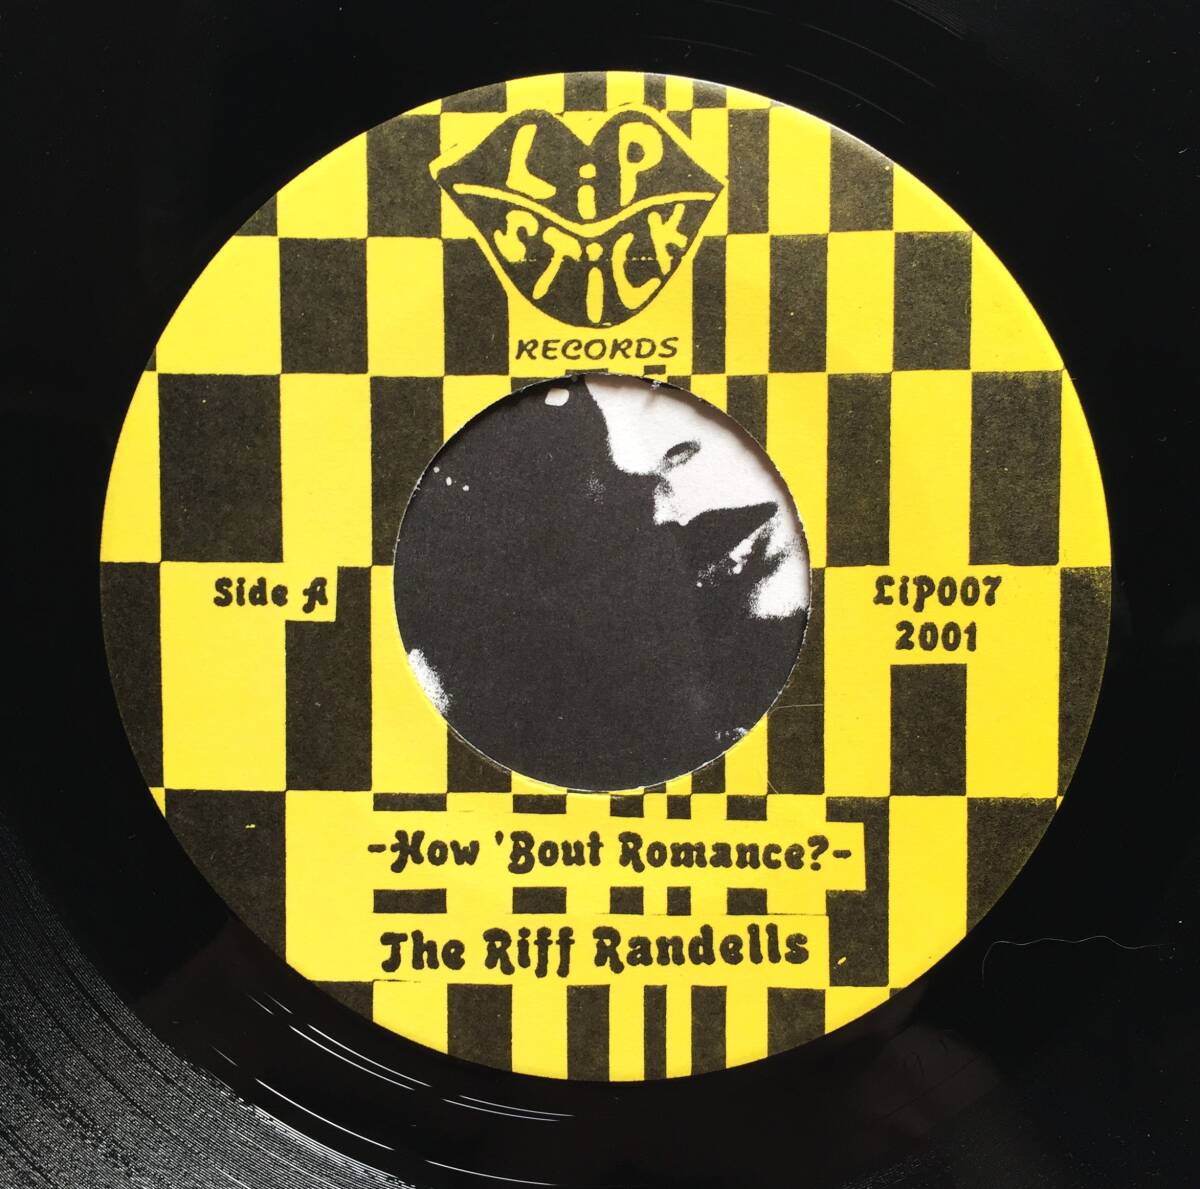 LiP
STiCK
RECORDS
Side A
LiP007
2001
-How 'Bout Romance?-
The Riff Randells